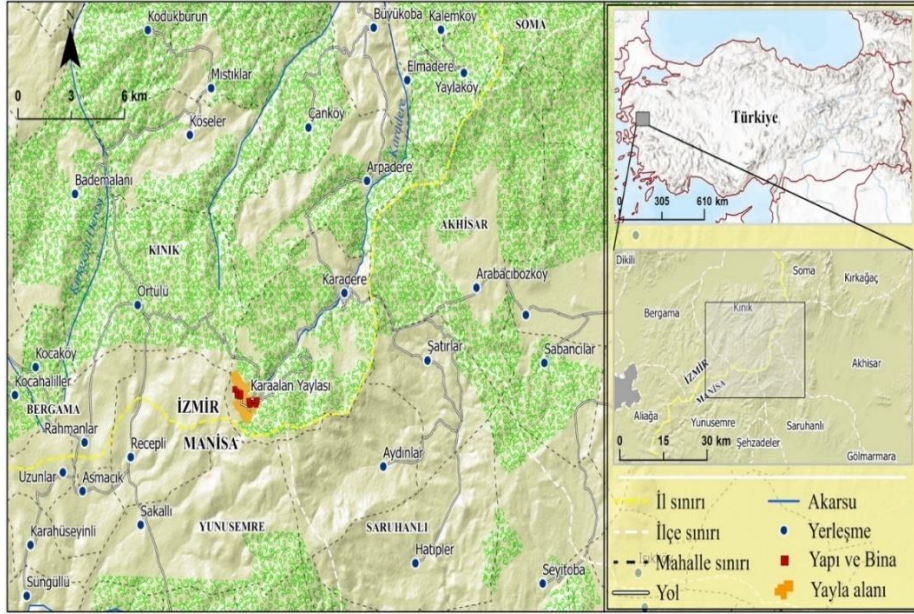 Kodukburun
Büyükoba
Kalemköy
SOMA
0 3 6 km
Mıstıklar
Elmadere
Yaylaköy
Köseler
Çanköy
Karadere
Arpadere
Bademalanı
AKHİSAR
KINIK
Karadere
Arabacıbozköy
Ortülü
Şatırlar
Sabancılar
Kocaköy
Kocahaliller
Karaalan Yaylası
BERGAMA
İZMİR
Rahmanlar
MANİSA
Recepli
Aydınlar
Uzunlar
Asmacık
Sakallı
YUNUSEMRE
SARUHANLI
Karahüseyinli
Hatıplar
Seyitoba
Süngüllü
Türkiye
0 305 610 km
Dikili
Soma
Kırkağaç
Bergama
Kınık
İZMİR
MANİSA
Akhisar
Aliağa
Yunusemre
Saruhanlı
Şehzadeler
Gölmarmara
0 15 30 km
İl sınırı
Akarsu
İlçe sınırı
Yerleşme
Mahalle sınırı
Yapı ve Bina
Yol
Yayla alanı